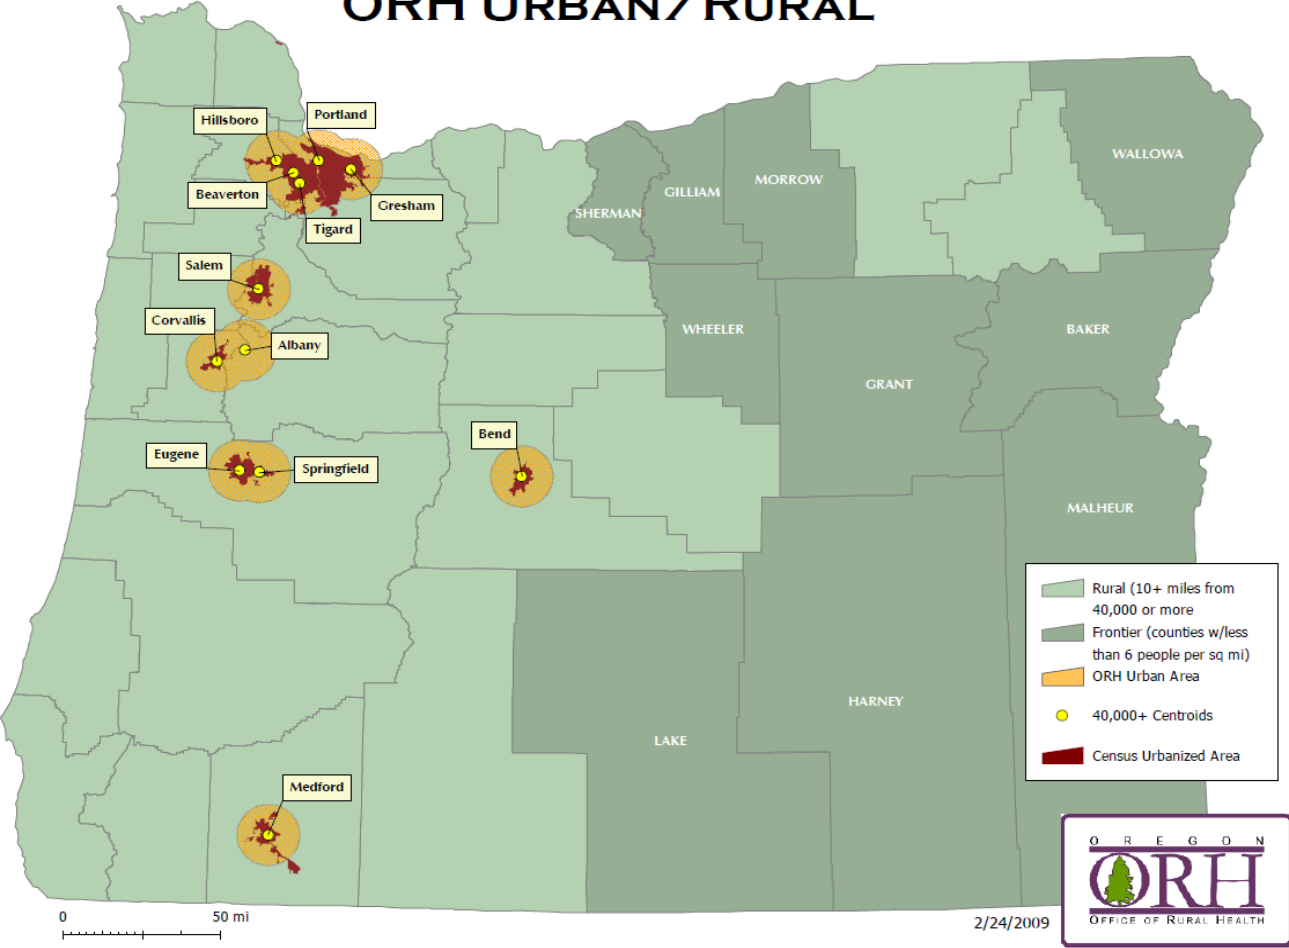 ORH URBAN/RURAL
Portland
Hillsboro
WALLOWA
MORROW
GILLIAM
Beaverton
Gresham
SHERMAN
Tigard
Salem
Corvallis
WHEELER
BAKER
Albany
GRANT
Bend
Eugene
Springfield
MALHEUR
Rural (10+ miles from
40,000 or more
Frontier (counties w/less
than 6 people per sq mi)
ORH Urban Area
HARNEY
40,000+ Centroids
LAKE
Census Urbanized Area
Medford
OREGON
ORH
OFFICE OF RURAL HEALTH
0 50 mi
2/24/2009